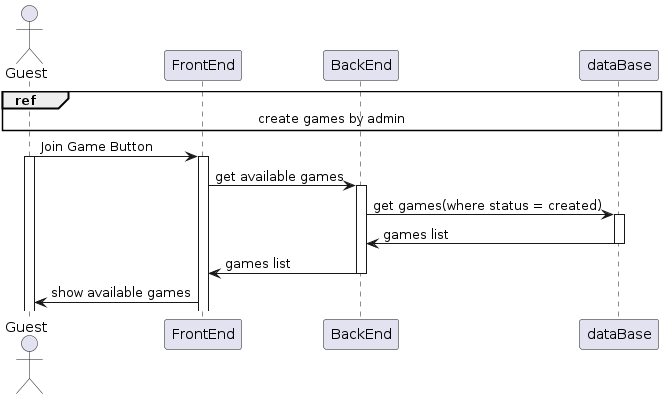 Guest
FrontEnd
BackEnd
dataBase
ref
create games by admin
Join Game Button
get available games
get games(where status = created)
games list
games list
show available games
Guest
FrontEnd
BackEnd
dataBase